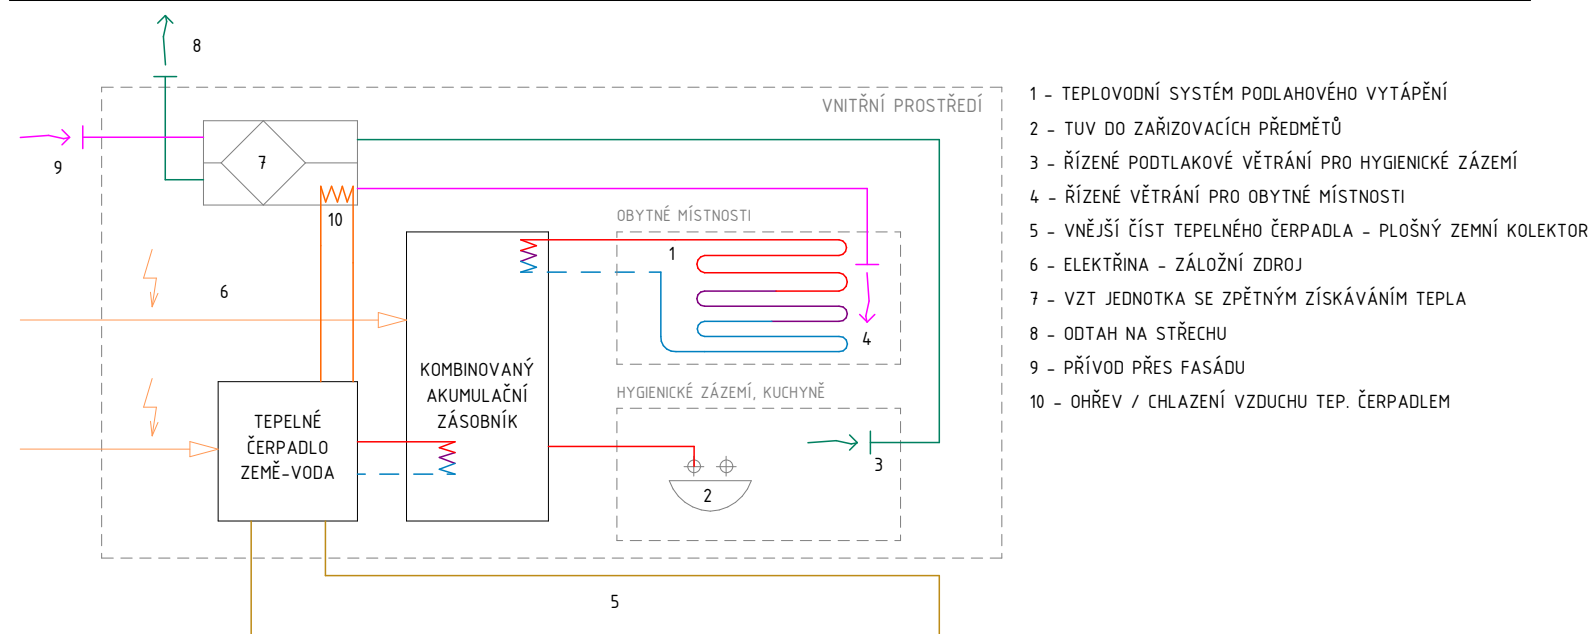 8
VNITŘNÍ PROSTŘEDÍ
9
7
10
OBYTNÉ MÍSTNOSTI
1
6
4
KOMBINOVANÝ
AKUMULAČNÍ
ZÁSOBNÍK
HYGIENICKÉ ZÁZEMÍ, KUCHYNĚ
TEPELNÉ
ČERPADLO
ZEMĚ-VODA
3
2
5
1 - TEPLOVODNÍ SYSTÉM PODLAHOVÉHO VYTÁPĚNÍ
2 - TUV DO ZAŘIZOVACÍCH PŘEDMĚTŮ
3 - ŘÍZENÉ PODTLAKOVÉ VĚTRÁNÍ PRO HYGIENICKÉ ZÁZEMÍ
4 - ŘÍZENÉ VĚTRÁNÍ PRO OBYTNÉ MÍSTNOSTI
5 - VNĚJŠÍ ČÍST TEPELNÉHO ČERPADLA - PLOŠNÝ ZEMNÍ KOLEKTOR
6 - ELEKTŘINA - ZÁLOŽNÍ ZDROJ
7 - VZT JEDNOTKA SE ZPĚTNÝM ZÍSKÁVÁNÍM TEPLA
8 - ODTAH NA STŘECHU
9 - PŘÍVOD PŘES FASÁDU
10 - OHŘEV / CHLAZENÍ VZDUCHU TEP. ČERPADLEM